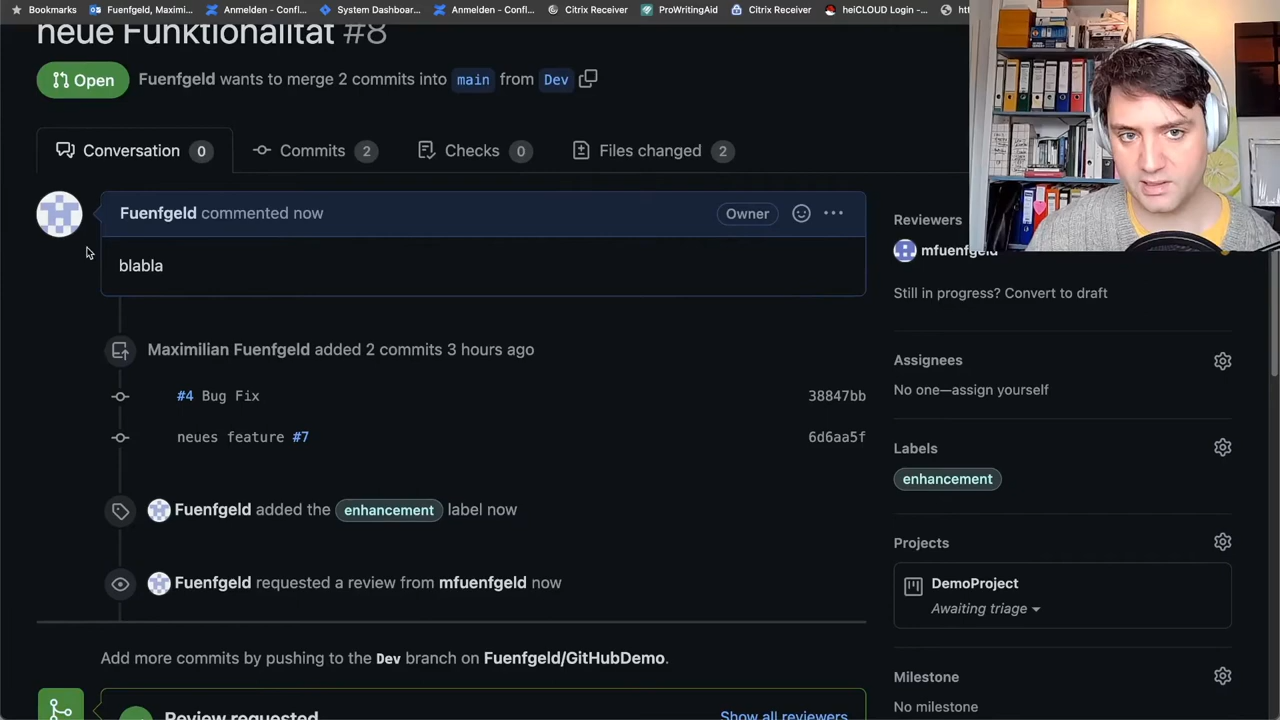 Bookmarks Fuenfgeld, Maximi... Anmelden - Confl... System Dashboar... Anmelden - Confl... Citrix Receiver ProWritingAid Citrix Receiver heiCLOUD Login -...
neue Funktionalität #8
Open Fuenfgeld wants to merge 2 commits into main from Dev
Conversation 0 Commits 2 Checks 0 Files changed 2
Fuenfgeld commented now Owner
blabla
Maximilian Fuenfgeld added 2 commits 3 hours ago
#4 Bug Fix 38847bb
neues feature #7 6d6aa5f
Fuenfgeld added the enhancement label now
Fuenfgeld requested a review from mfuenfgeld now
Add more commits by pushing to the Dev branch on Fuenfgeld/GitHubDemo.
Review requested Show all reviewers
Reviewers
mfuenfgeld
Still in progress? Convert to draft
Assignees
No one—assign yourself
Labels
enhancement
Projects
DemoProject
Awaiting triage
Milestone
No milestone